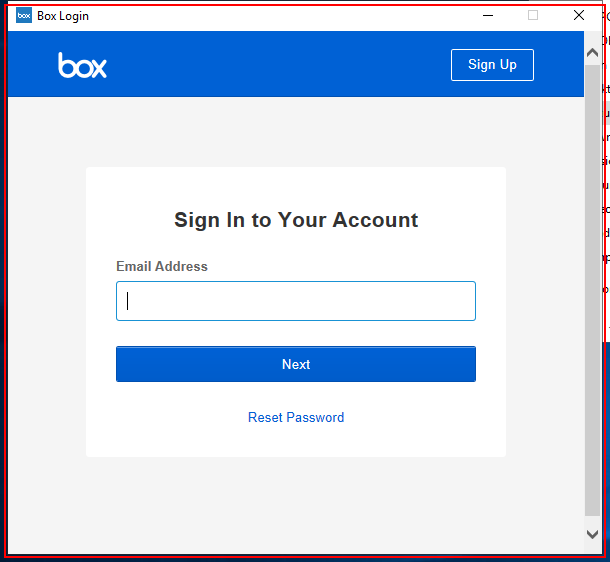 box Box Login
box
Sign Up
Sign In to Your Account
Email Address
Next
Reset Password